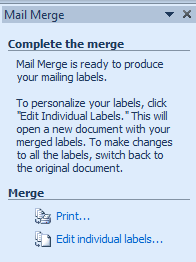 Mail Merge
Complete the merge
Mail Merge is ready to produce
your mailing labels.
To personalize your labels, click
"Edit Individual Labels." This will
open a new document with your
merged labels. To make changes
to all the labels, switch back to
the original document.
Merge
Print...
Edit individual labels...